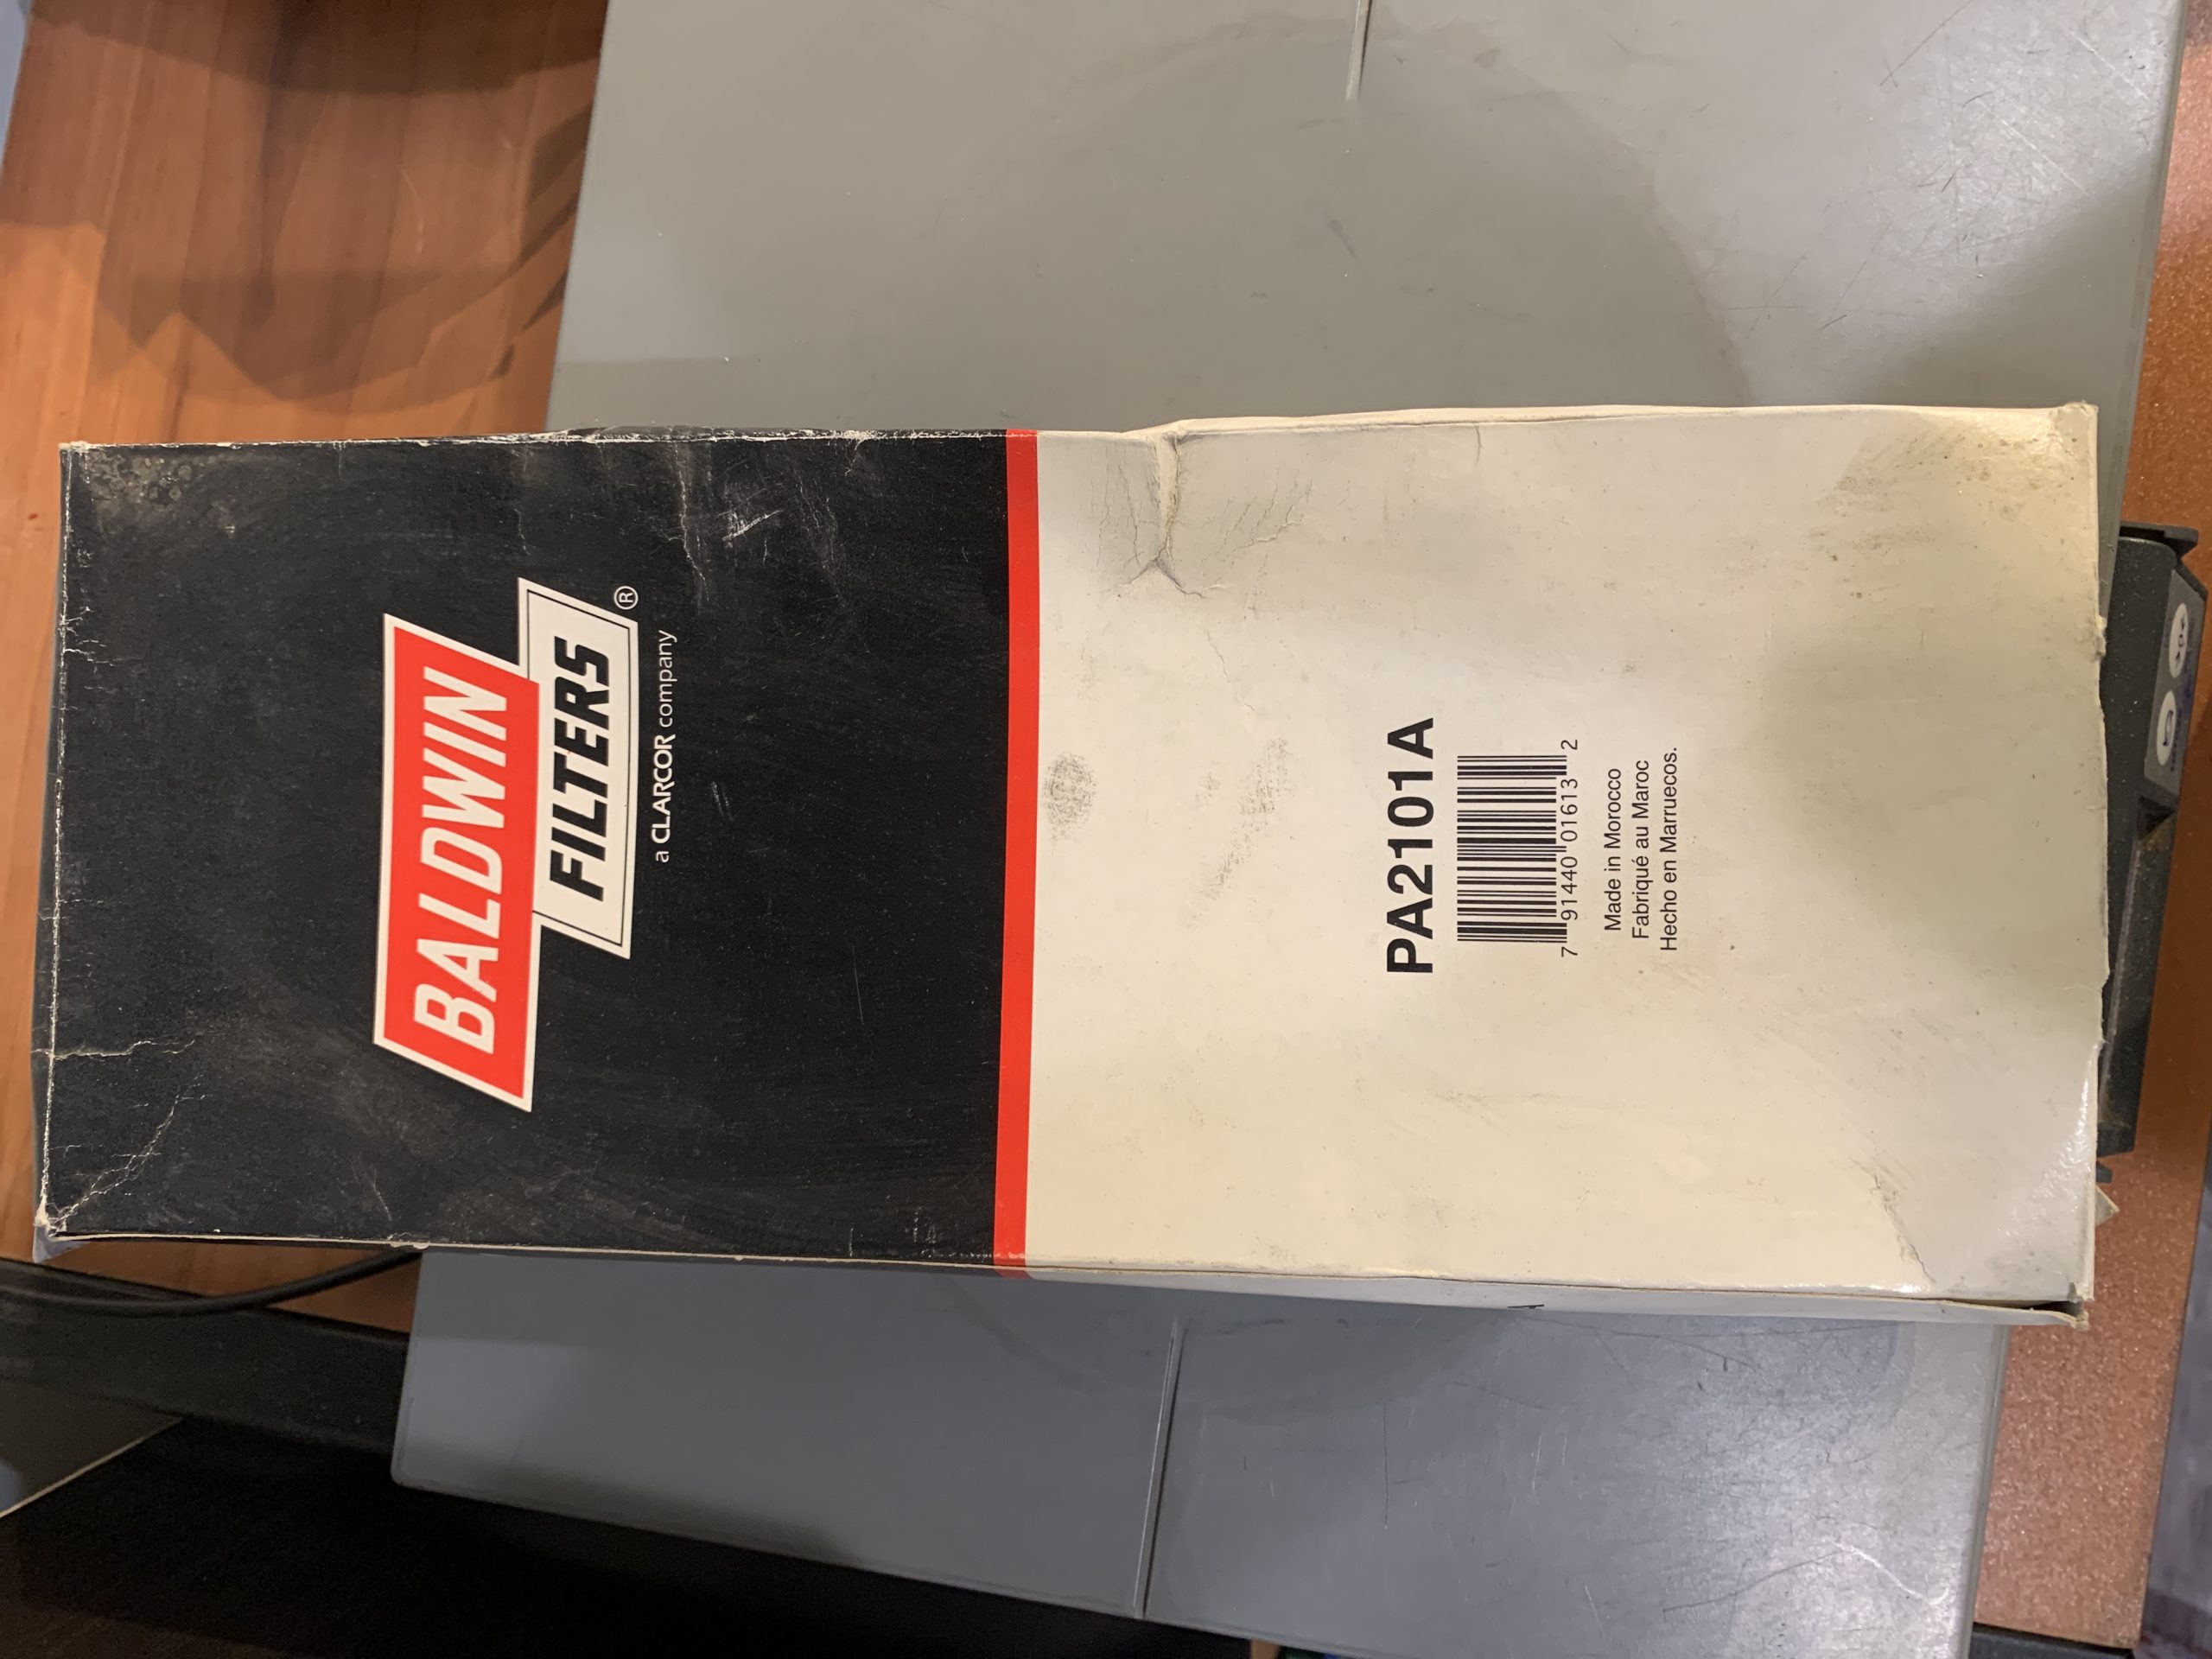 BALDWIN
FILTERS®
a CLARCOR company
PA2101A
7 91440 01613 2
Made in Morocco
Fabriqué au Maroc
Hecho en Marruecos.